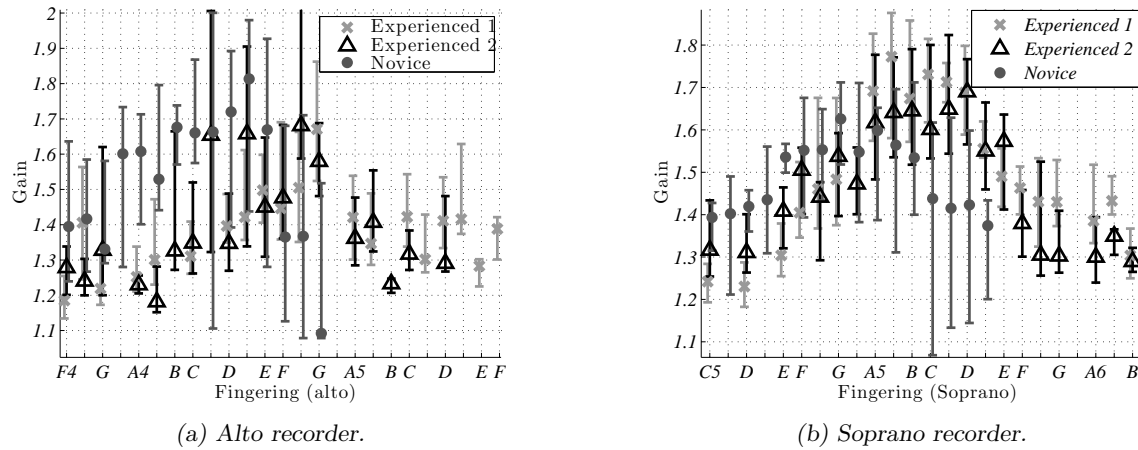 2
1.9
1.8
1.7
1.6
1.5
1.4
1.3
1.2
1.1
Gain
Experienced 1
Experienced 2
Novice
F4 G A4 B C D E F G A5 B C D E F
Fingering (alto)
(a) Alto recorder.
1.8
1.7
1.6
1.5
1.4
1.3
1.2
1.1
Gain
Experienced 1
Experienced 2
Novice
C5 D E F G A5 B C D E F G A6 B
Fingering (Soprano)
(b) Soprano recorder.